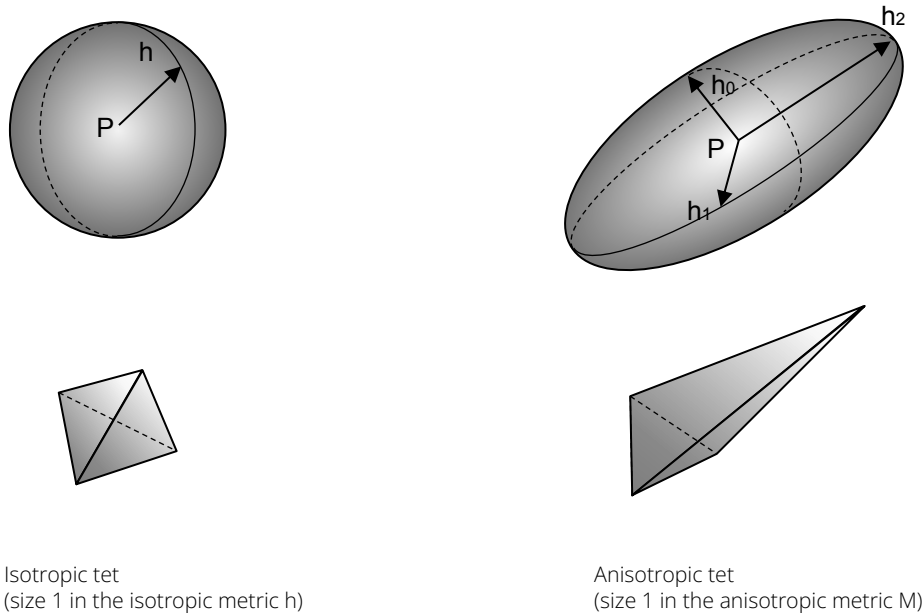 h
P
h2
h0
P
h1
Isotropic tet
(size 1 in the isotropic metric h)
Anisotropic tet
(size 1 in the anisotropic metric M)